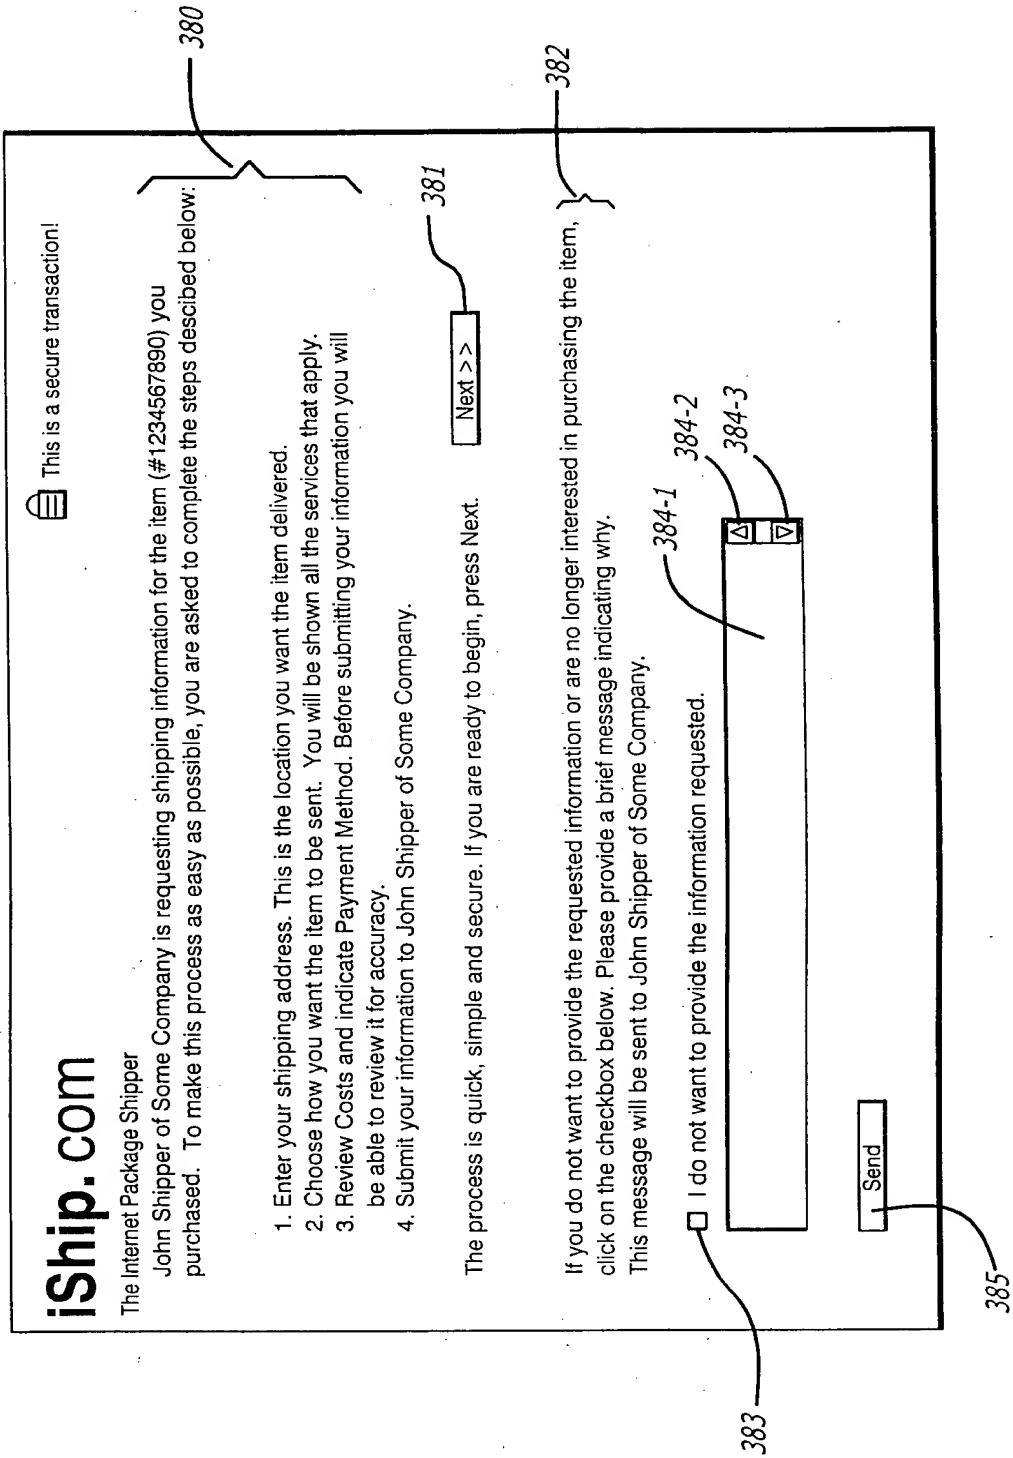 iShip.com
This is a secure transaction!
The Internet Package Shipper
John Shipper of Some Company is requesting shipping information for the item (#1234567890) you
purchased. To make this process as easy as possible, you are asked to complete the steps descibed below:
380
1. Enter your shipping address. This is the location you want the item delivered.
2. Choose how you want the item to be sent. You will be shown all the services that apply.
3. Review Costs and indicate Payment Method. Before submitting your information you will
be able to review it for accuracy.
4. Submit your information to John Shipper of Some Company.
381
The process is quick, simple and secure. If you are ready to begin, press Next.
Next >>
382
If you do not want to provide the requested information or are no longer interested in purchasing the item,
click on the checkbox below. Please provide a brief message indicating why.
This message will be sent to John Shipper of Some Company.
384-1
384-2
384-3
I do not want to provide the information requested.
383
Send
385